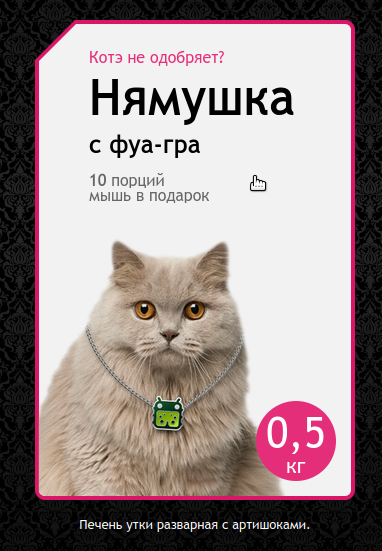 Котэ не одобряет?
Нямушка
с фуа-гра
10 порций
мышь в подарок
0,5
кг
Печень утки разварная с артишоками.